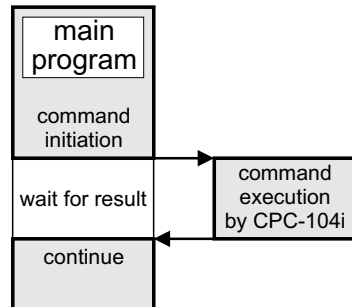 main
program
command
initiation
wait for result
command
execution
by CPC-104i
continue